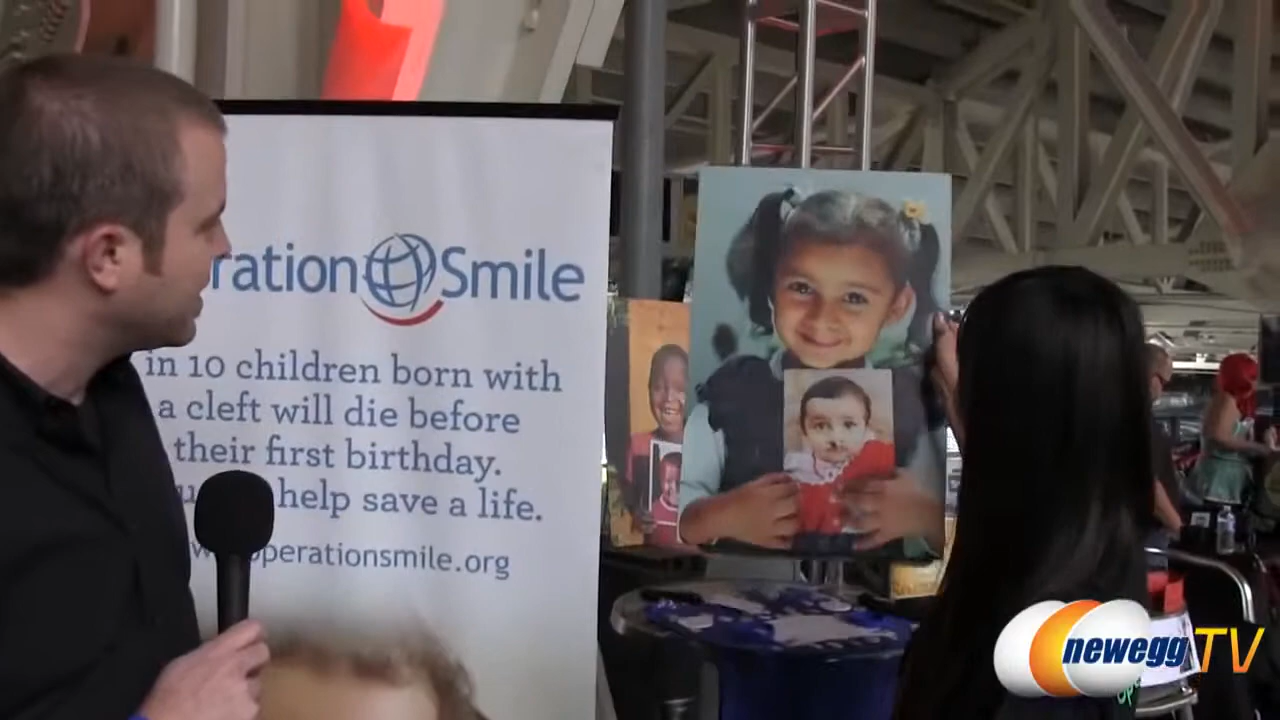 ration Smile
in 10 children born with
a cleft will die before
their first birthday.
help save a life.
operationsmile.org
newegg TV